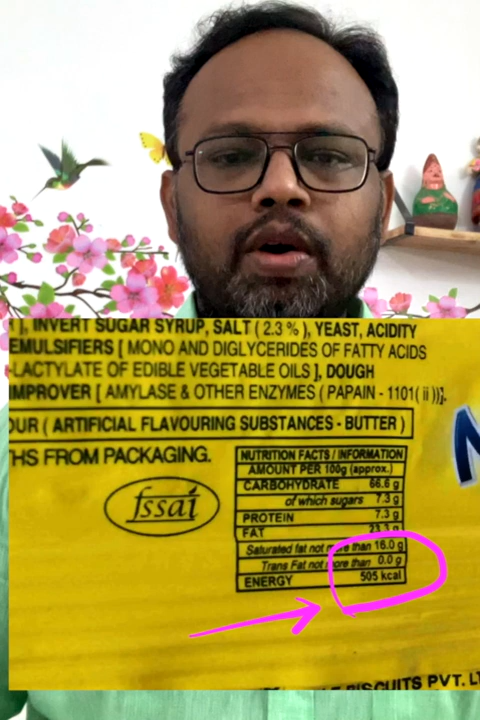 INVERT SUGAR SYRUP, SALT ( 2.3 % ), YEAST, ACIDITY
EMULSIFIERS [ MONO AND DIGLYCERIDES OF FATTY ACIDS
LACTYLATE OF EDIBLE VEGETABLE OILS ], DOUGH
IMPROVER [ AMYLASE & OTHER ENZYMES ( PAPAIN - 1101( ii ))].
OUR ( ARTIFICIAL FLAVOURING SUBSTANCES - BUTTER )
THS FROM PACKAGING.
fssai
NUTRITION FACTS / INFORMATION
AMOUNT PER 100g (approx.)
CARBOHYDRATE 66.6 g
of which sugars 7.3 g
PROTEIN 7.3 g
FAT 23.3 g
Saturated fat not more than 16.0 g
Trans Fat not more than 0.0 g
ENERGY 505 kcal
BISCUITS PVT.